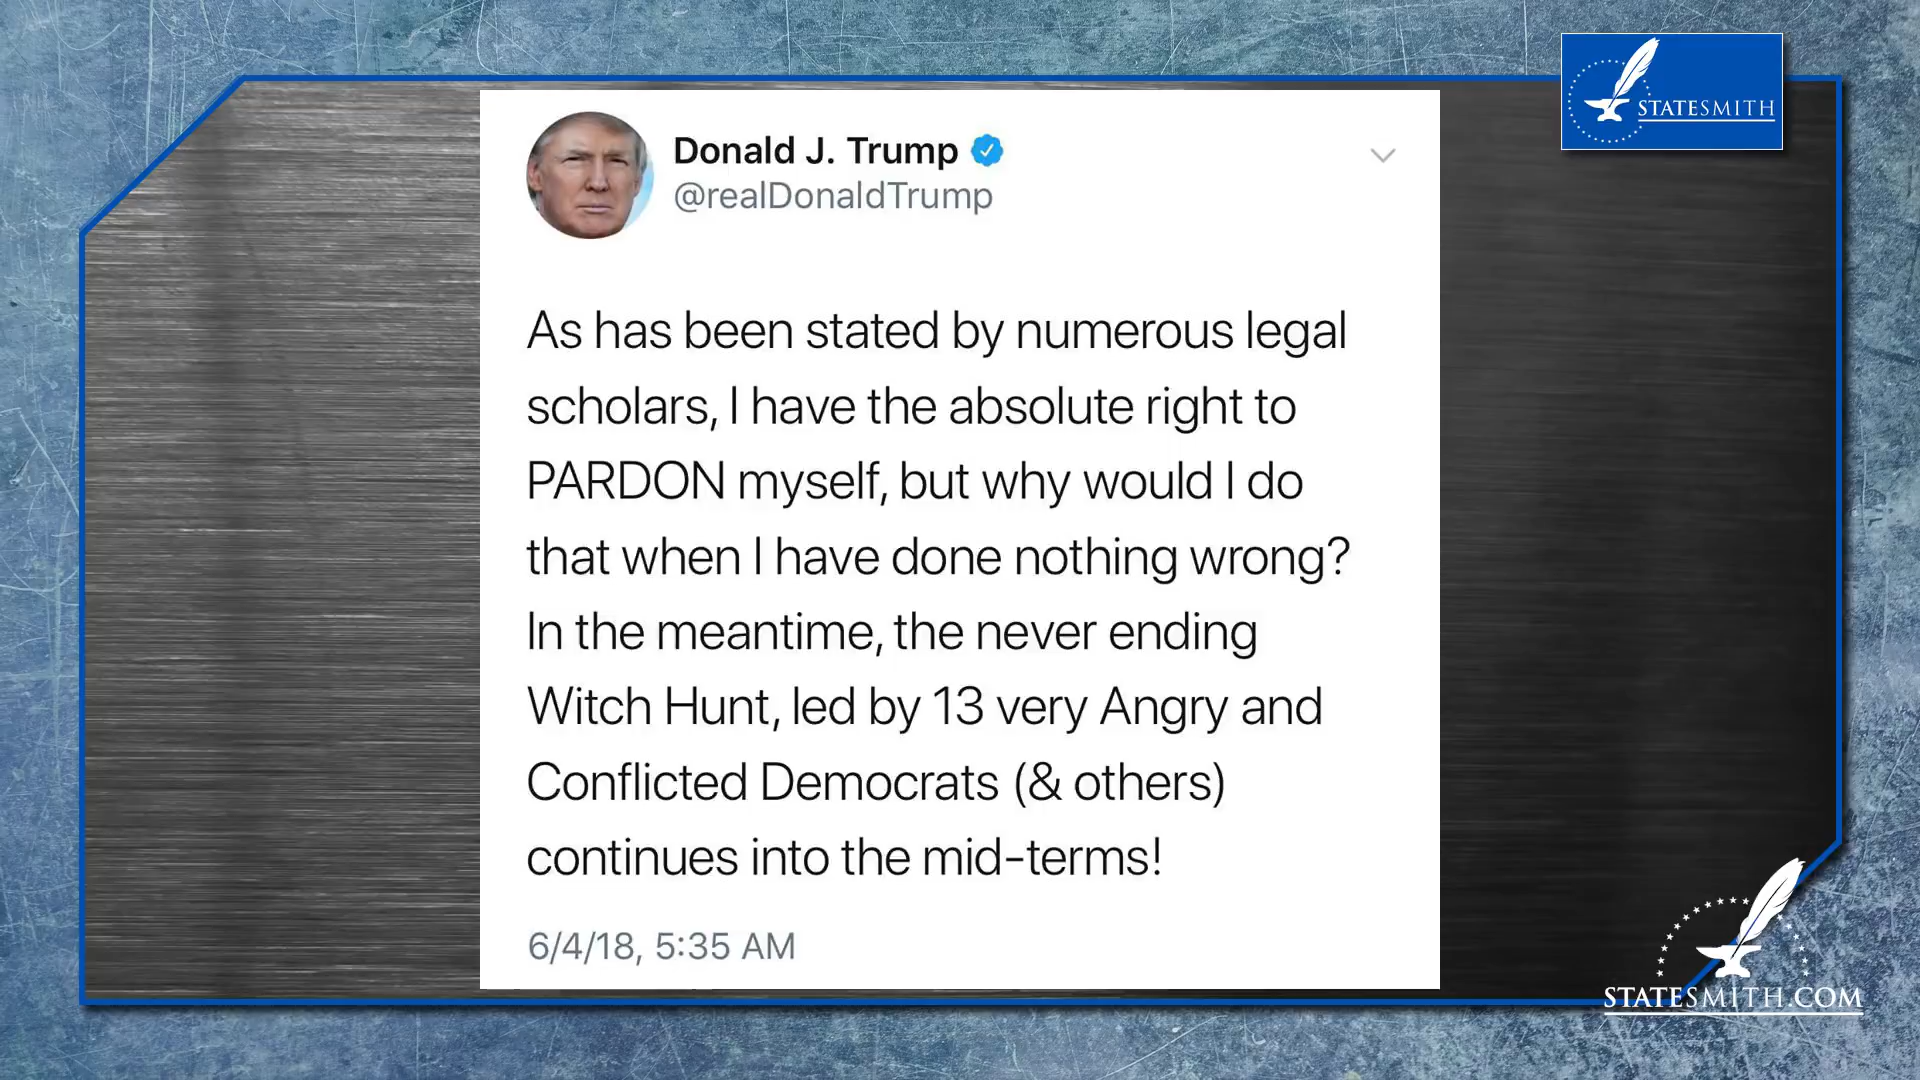 STATESMITH
Donald J. Trump
@realDonaldTrump
As has been stated by numerous legal
scholars, I have the absolute right to
PARDON myself, but why would I do
that when I have done nothing wrong?
In the meantime, the never ending
Witch Hunt, led by 13 very Angry and
Conflicted Democrats (& others)
continues into the mid-terms!
6/4/18, 5:35 AM
STATESMITH.COM